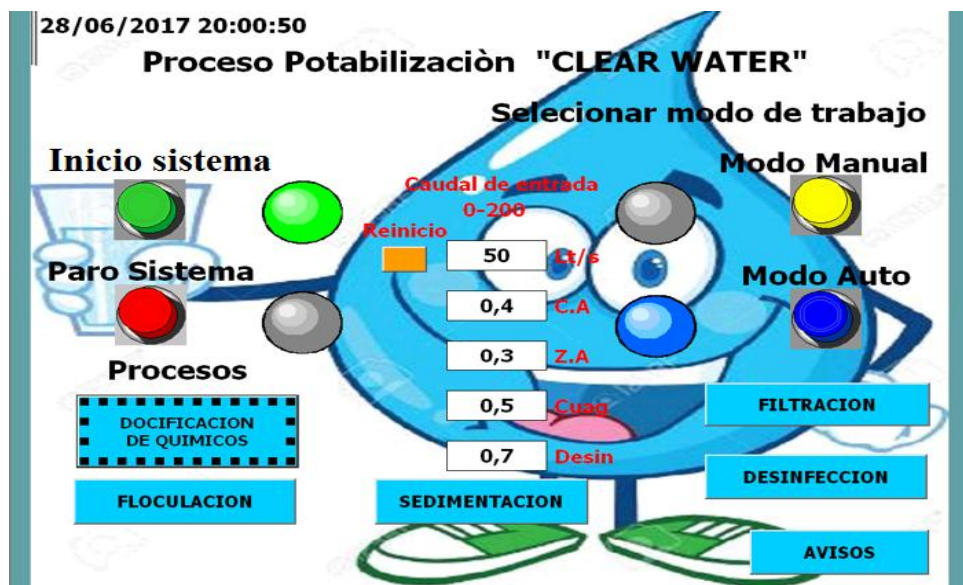 28/06/2017 20:00:50
Proceso Potabilizaciòn "CLEAR WATER"
Selecionar modo de trabajo
Inicio sistema
Modo Manual
Caudal de entrada
0-200
Reinicio
50 Lt/s
Paro Sistema
Modo Auto
0,4 C.A
0,3 Z.A
Procesos
0,5 Cuag
FILTRACION
DOCIFICACION
DE QUIMICOS
0,7 Desin
DESINFECCION
FLOCULACION
SEDIMENTACION
AVISOS